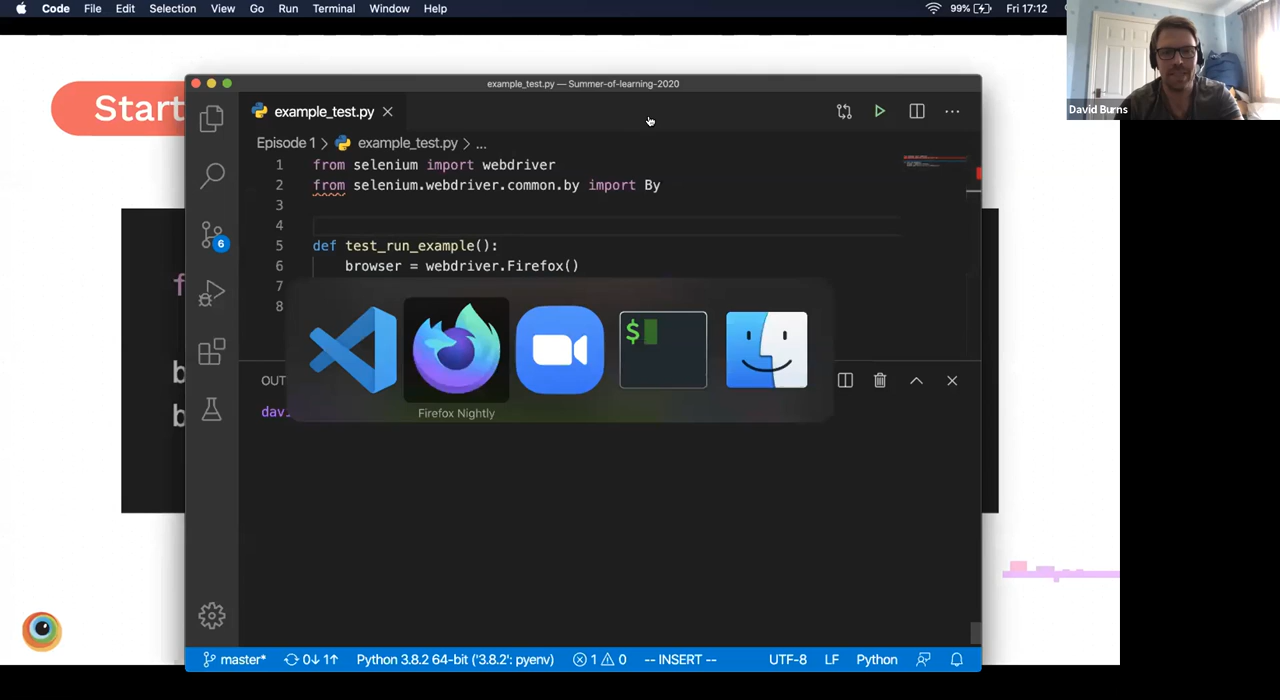 Code File Edit Selection View Go Run Terminal Window Help 99% Fri 17:12
David Burns
Start
example_test.py — Summer-of-learning-2020
example_test.py
Episode 1 > example_test.py > ...
1 from selenium import webdriver
2 from selenium.webdriver.common.by import By
3
4
5 def test_run_example():
6 browser = webdriver.Firefox()
7
8
f
b
b
6
$
Firefox Nightly
OUT
davi
master* 0↓ 1↑ Python 3.8.2 64-bit ('3.8.2': pyenv) 1 0 -- INSERT -- UTF-8 LF Python